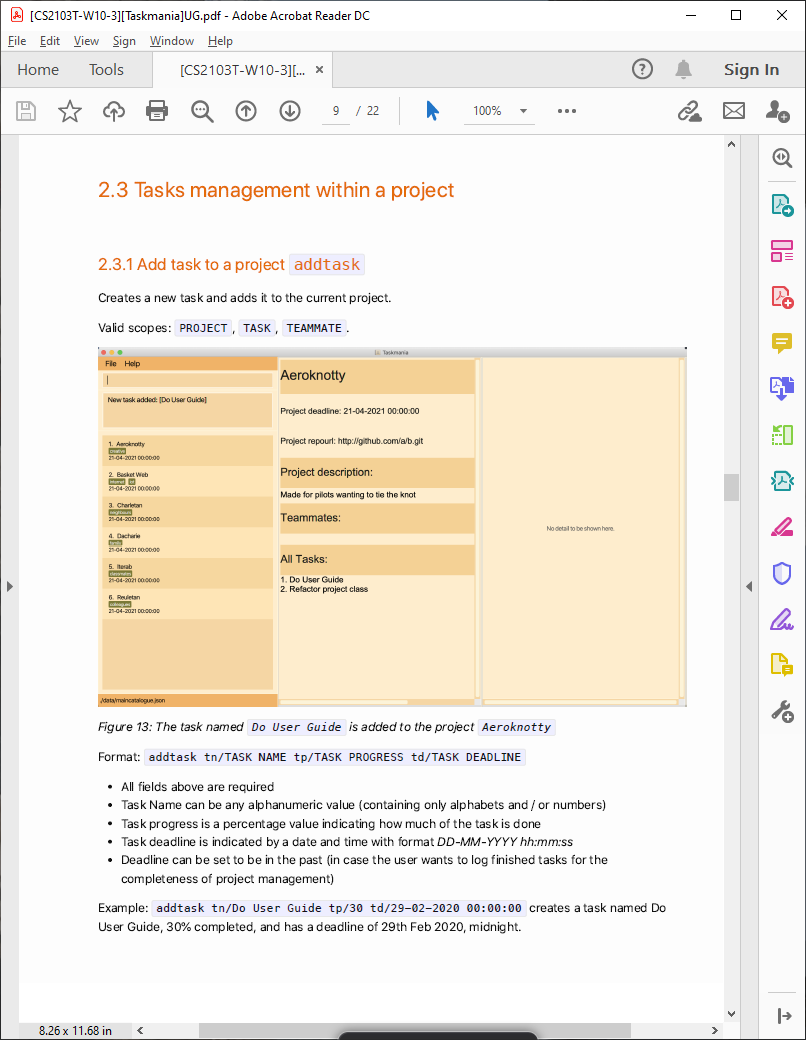 [CS2103T-W10-3][Taskmania]UG.pdf - Adobe Acrobat Reader DC
File Edit View Sign Window Help
Home Tools [CS2103T-W10-3][... × Sign In
9 / 22 100%
2.3 Tasks management within a project
2.3.1 Add task to a project addtask
Creates a new task and adds it to the current project.
Valid scopes: PROJECT, TASK, TEAMMATE.
Taskmania
File Help
New task added: [Do User Guide]
1. Aeroknotty
creative
21-04-2021 00:00:00
2. Basket Web
21-04-2021 00:00:00
3. Charletan
neighbours
21-04-2021 00:00:00
4. Dacharie
family
21-04-2021 00:00:00
5. Iterab
classmates
21-04-2021 00:00:00
6. Reuletan
colleagues
21-04-2021 00:00:00
./data/maincatalogue.json
Aeroknotty
Project deadline: 21-04-2021 00:00:00
Project repourl: http://github.com/a/b.git
Project description:
Made for pilots wanting to tie the knot
Teammates:
All Tasks:
1. Do User Guide
2. Refactor project class
No detail to be shown here.
Figure 13: The task named Do User Guide is added to the project Aeroknotty
Format: addtask tn/TASK NAME tp/TASK PROGRESS td/TASK DEADLINE
• All fields above are required
• Task Name can be any alphanumeric value (containing only alphabets and / or numbers)
• Task progress is a percentage value indicating how much of the task is done
• Task deadline is indicated by a date and time with format DD-MM-YYYY hh:mm:ss
• Deadline can be set to be in the past (in case the user wants to log finished tasks for the
completeness of project management)
Example: addtask tn/Do User Guide tp/30 td/29-02-2020 00:00:00 creates a task named Do
User Guide, 30% completed, and has a deadline of 29th Feb 2020, midnight.
8.26 x 11.68 in